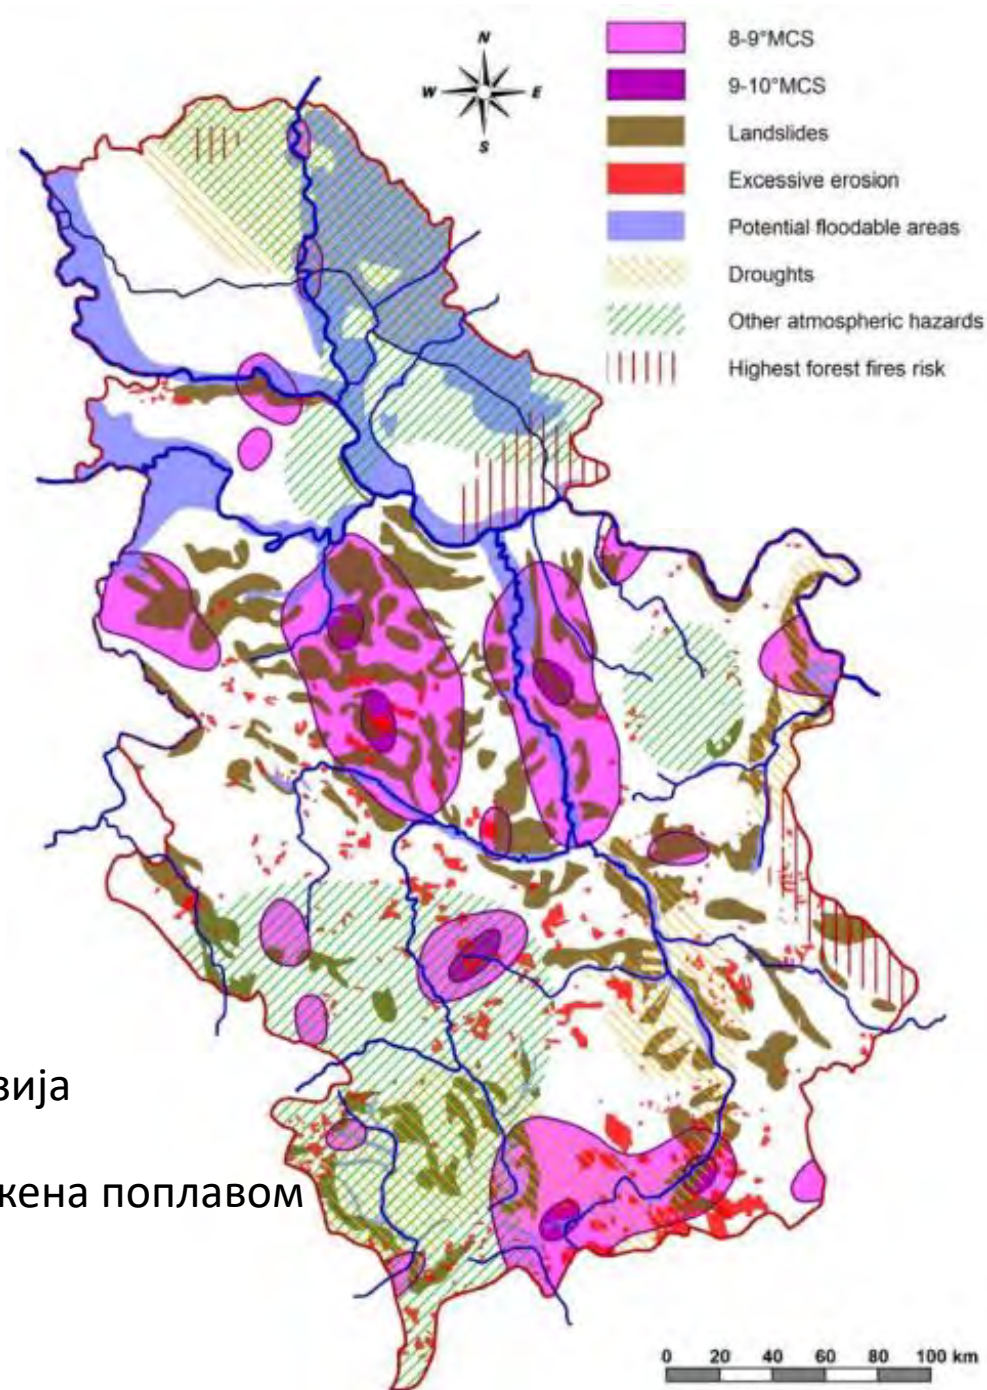 N
W E
S
8-9°MCS
9-10°MCS
Landslides
Excessive erosion
Potential floodable areas
Droughts
Other atmospheric hazards
Highest forest fires risk
вија
жена поплавом
0 20 40 60 80 100 km